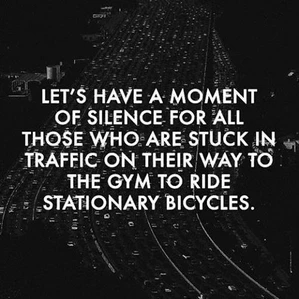 LET'S HAVE A MOMENT
OF SILENCE FOR ALL
THOSE WHO ARE STUCK IN
TRAFFIC ON THEIR WAY TO
THE GYM TO RIDE
STATIONARY BICYCLES.